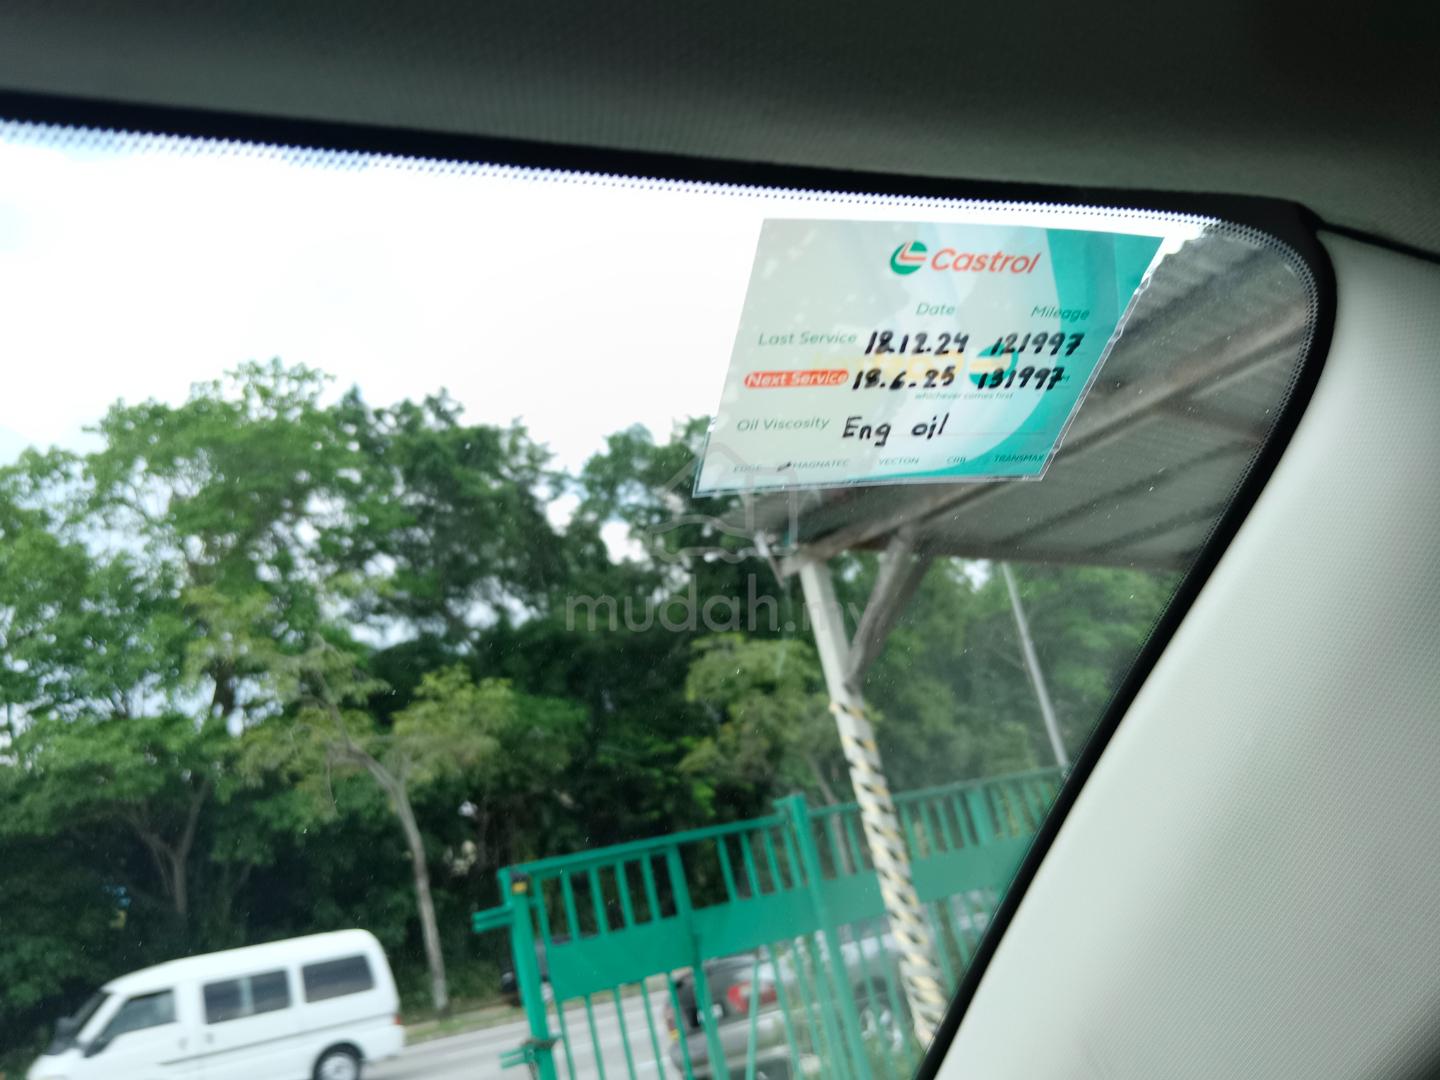 Castrol
Date Mileage
Last Service 18.12.24 121997
Next Service 18.6.25 131997
whichever comes first
Oil Viscosity Eng oil
EDGE MAGNATEC VECTON CRB TRANSMAX
mudah.my